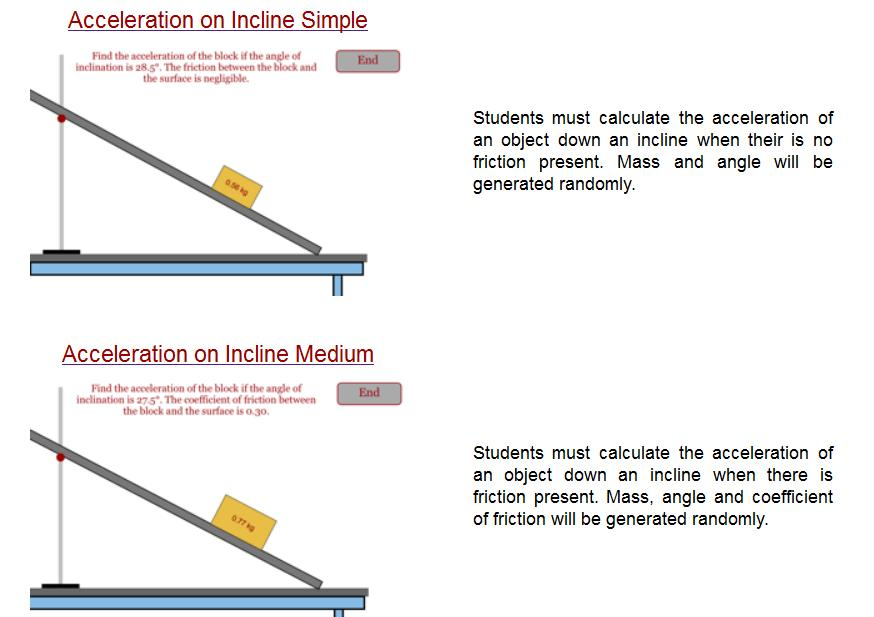 Acceleration on Incline Simple
Find the acceleration of the block if the angle of
inclination is 28.5°. The friction between the block and
the surface is negligible.
End
0.56 kg
Students must calculate the acceleration of
an object down an incline when their is no
friction present. Mass and angle will be
generated randomly.
Acceleration on Incline Medium
Find the acceleration of the block if the angle of
inclination is 27.5°. The coefficient of friction between
the block and the surface is 0.30.
End
0.77 kg
Students must calculate the acceleration of
an object down an incline when there is
friction present. Mass, angle and coefficient
of friction will be generated randomly.